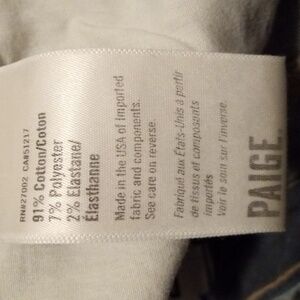 RN#27002 CA#51217
91% Cotton/Coton
7% Polyester
2% Elastane/
Élasthanne
Made in the USA of imported
fabric and components.
See care on reverse.
Fabriqué aux États-Unis à partir
de tissus et composants
importés
Voir le soin sur l'inverse.
PAIGE